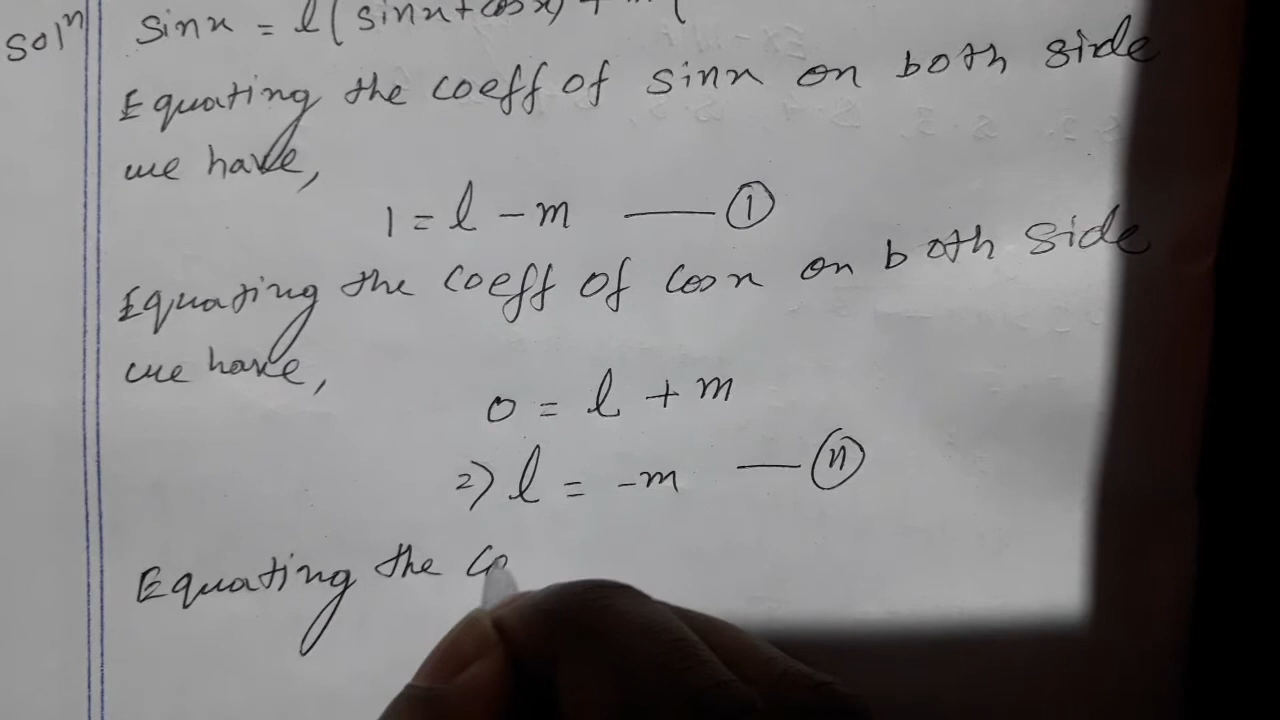 Solⁿ sinx = l(sinx+cosx) +
Equating the coeff of sinx on both side
we have,
1 = l - m —— ①
Equating the coeff of cosx on both side
we have,
0 = l + m
=> l = -m —— (ii)
Equating the Co